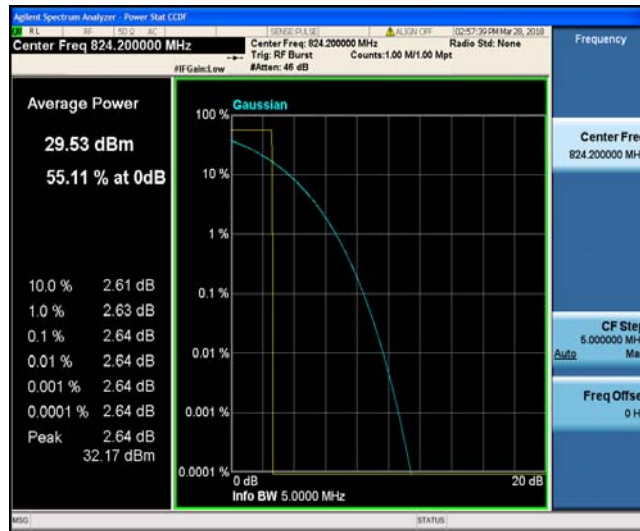 Agilent Spectrum Analyzer - Power Stat CCDF
RL RF 50 Ω AC SENSE:PULSE ALIGN OFF 02:57:39 PM Mar 28, 2018
Center Freq 824.200000 MHz
Center Freq: 824.200000 MHz Radio Std: None
Trig: RF Burst Counts:1.00 M/1.00 Mpt
#IFGain:Low #Atten: 46 dB
Frequency
Average Power
29.53 dBm
55.11 % at 0dB
10.0 % 2.61 dB
1.0 % 2.63 dB
0.1 % 2.64 dB
0.01 % 2.64 dB
0.001 % 2.64 dB
0.0001 % 2.64 dB
Peak 2.64 dB
32.17 dBm
Gaussian
100 %
10 %
1 %
0.1 %
0.01 %
0.001 %
0.0001 %
0 dB 20 dB
Info BW 5.0000 MHz
Center Fre
824.200000 MH
CF Step
5.000000 MH
Auto Ma
Freq Offse
0 H
MSG STATUS